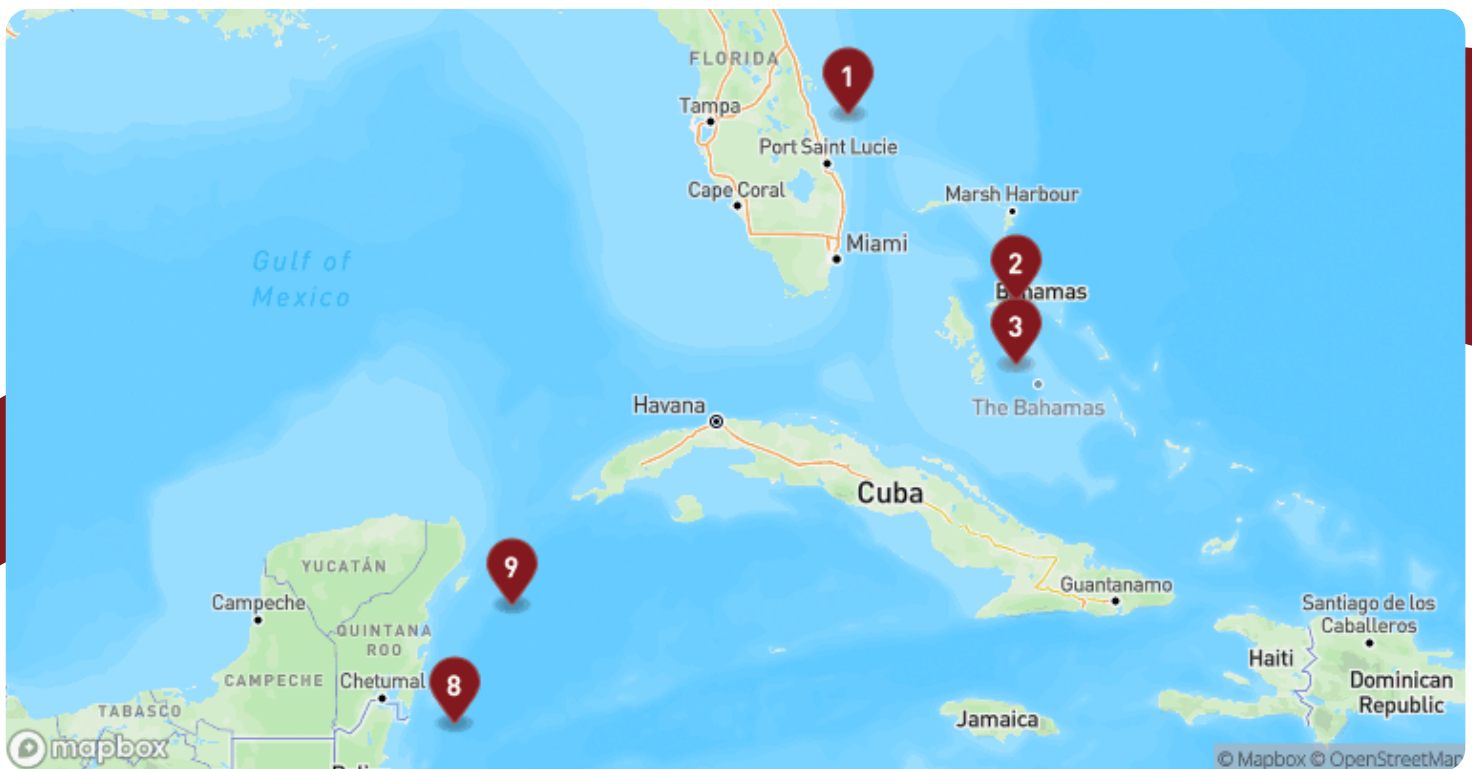 FLORIDA
1
Tampa
Port Saint Lucie
Cape Coral
Marsh Harbour
Miami
Gulf of
Mexico
2
Bahamas
3
Havana
The Bahamas
Cuba
9
YUCATÁN
Campeche
Guantanamo
Santiago de los
Caballeros
QUINTANA
ROO
Haiti
CAMPECHE
Chetumal
8
Dominican
Republic
TABASCO
Jamaica
mapbox
© Mapbox © OpenStreetMap